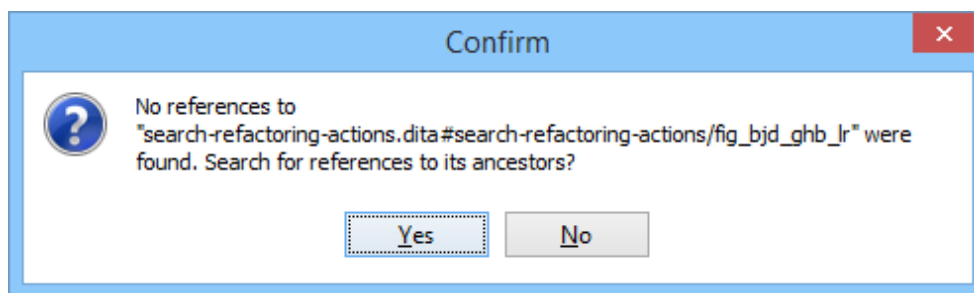 Confirm
No references to
"search-refactoring-actions.dita#search-refactoring-actions/fig_bjd_ghb_lr" were
found. Search for references to its ancestors?
Yes
No